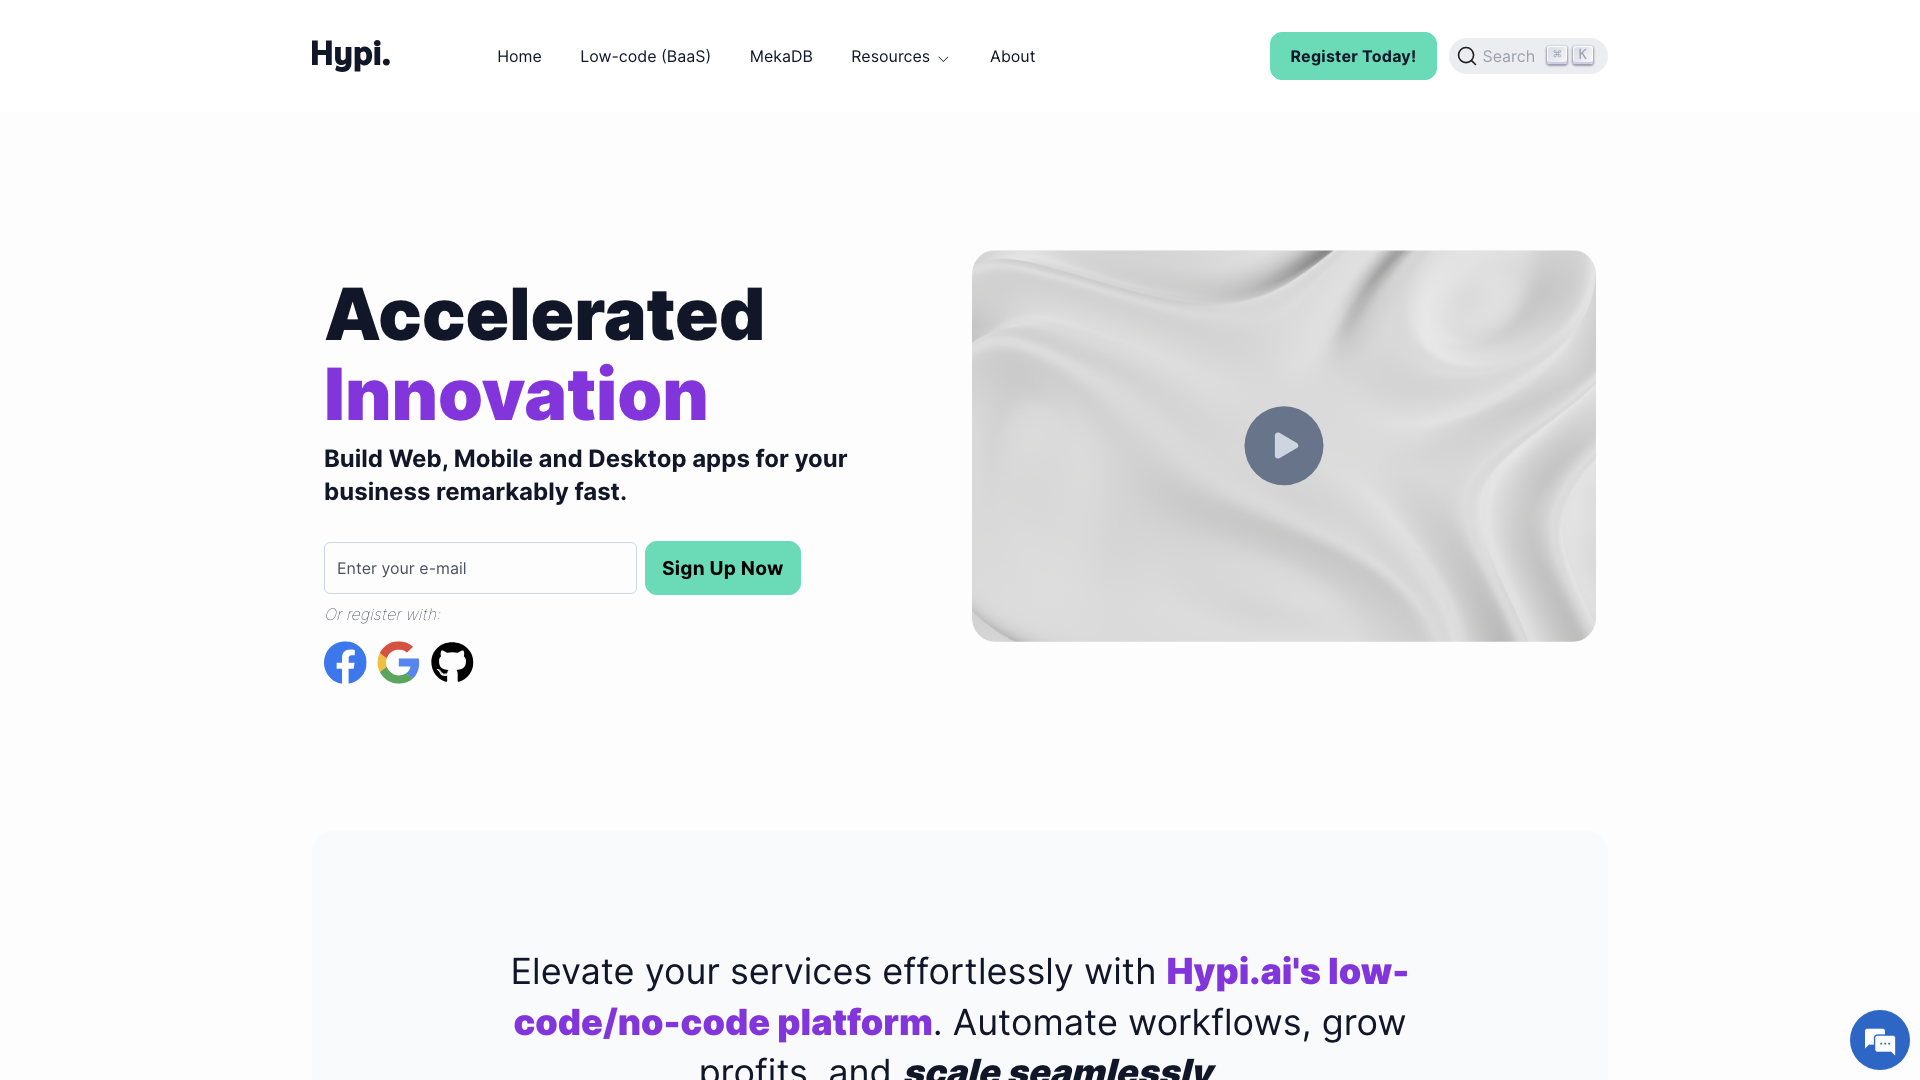 Hypi.
Home
Low-code (BaaS)
MekaDB
Resources
About
Register Today!
Search
⌘ K
Accelerated
Innovation
Build Web, Mobile and Desktop apps for your
business remarkably fast.
Enter your e-mail
Sign Up Now
Or register with:
Elevate your services effortlessly with Hypi.ai's low-
code/no-code platform. Automate workflows, grow
profits, and scale seamlessly